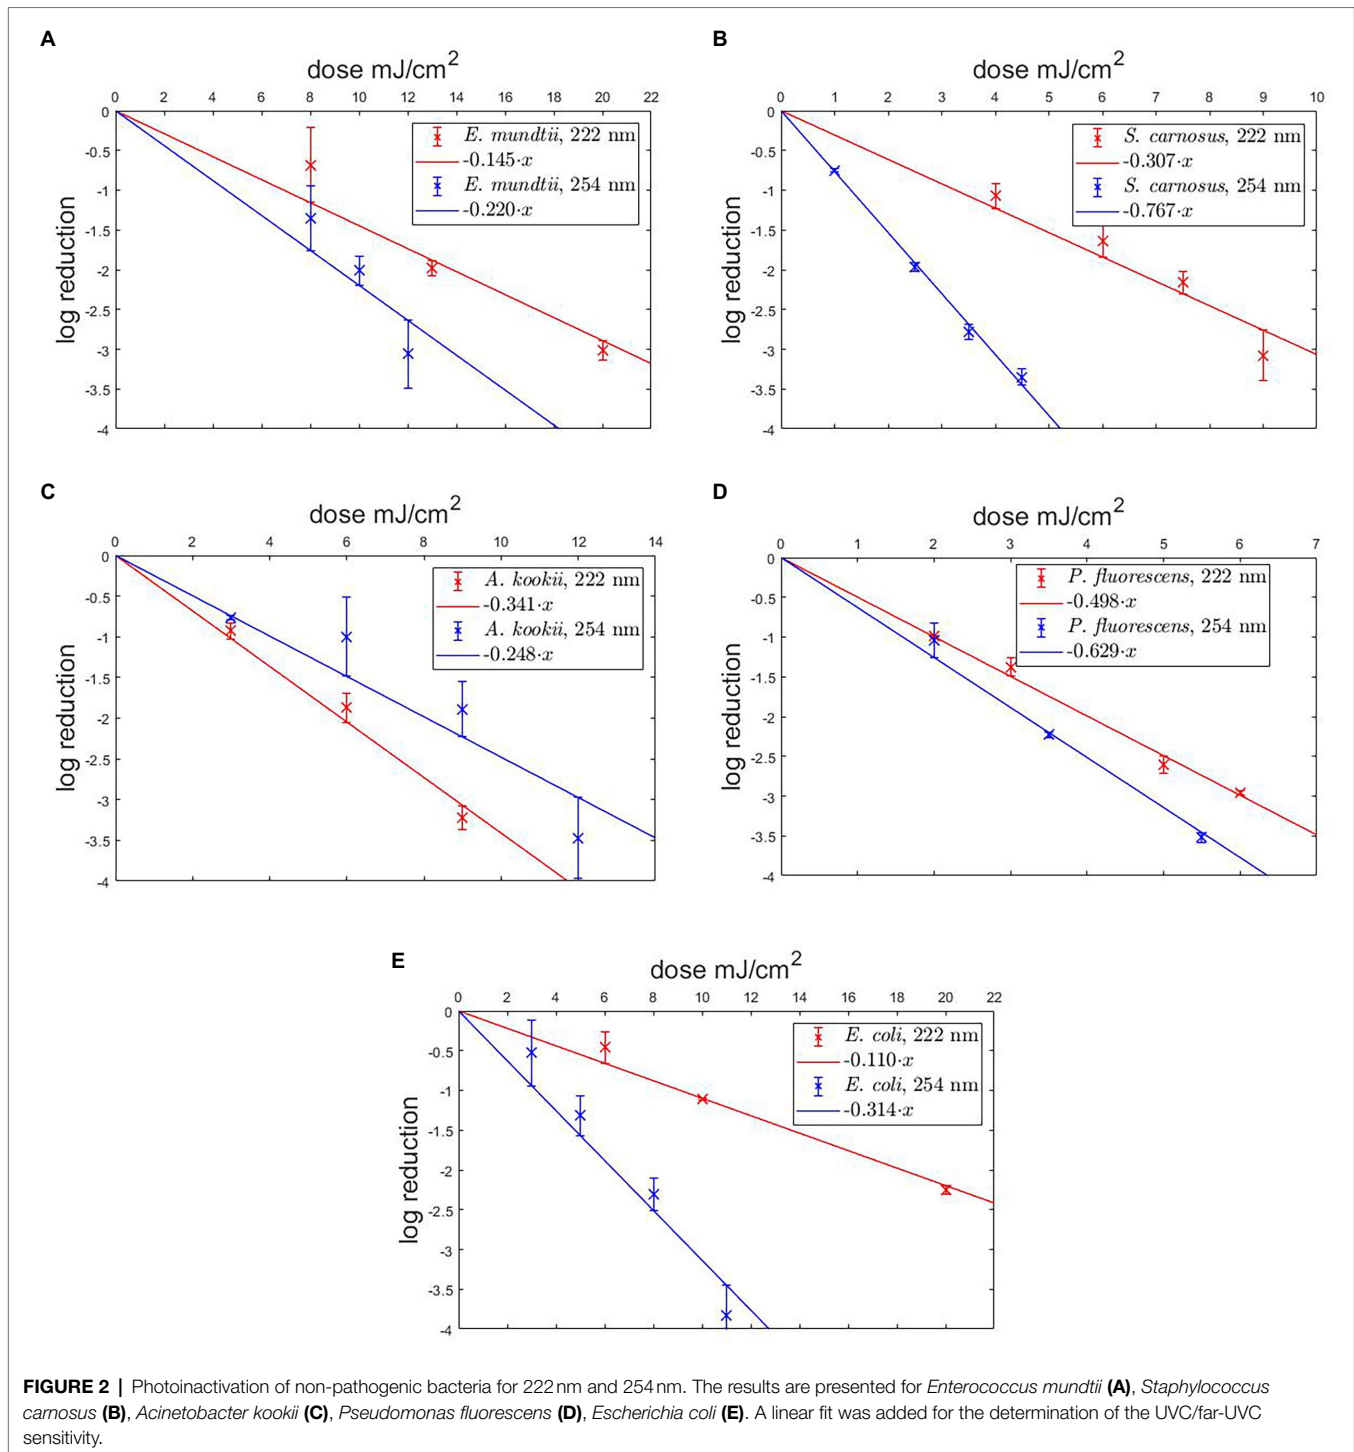 A
dose mJ/cm2
0 2 4 6 8 10 12 14 16 18 20 22
0
-0.5
-1
-1.5
-2
-2.5
-3
-3.5
-4
log reduction
E. mundtii, 222 nm
-0.145·x
E. mundtii, 254 nm
-0.220·x
B
dose mJ/cm2
0 1 2 3 4 5 6 7 8 9 10
0
-0.5
-1
-1.5
-2
-2.5
-3
-3.5
-4
log reduction
S. carnosus, 222 nm
-0.307·x
S. carnosus, 254 nm
-0.767·x
C
dose mJ/cm2
0 2 4 6 8 10 12 14
0
-0.5
-1
-1.5
-2
-2.5
-3
-3.5
-4
log reduction
A. kookii, 222 nm
-0.341·x
A. kookii, 254 nm
-0.248·x
D
dose mJ/cm2
0 1 2 3 4 5 6 7
0
-0.5
-1
-1.5
-2
-2.5
-3
-3.5
-4
log reduction
P. fluorescens, 222 nm
-0.498·x
P. fluorescens, 254 nm
-0.629·x
E
dose mJ/cm2
0 2 4 6 8 10 12 14 16 18 20 22
0
-0.5
-1
-1.5
-2
-2.5
-3
-3.5
-4
log reduction
E. coli, 222 nm
-0.110·x
E. coli, 254 nm
-0.314·x
FIGURE 2 | Photoinactivation of non-pathogenic bacteria for 222 nm and 254 nm. The results are presented for Enterococcus mundtii (A), Staphylococcus
carnosus (B), Acinetobacter kookii (C), Pseudomonas fluorescens (D), Escherichia coli (E). A linear fit was added for the determination of the UVC/far-UVC
sensitivity.